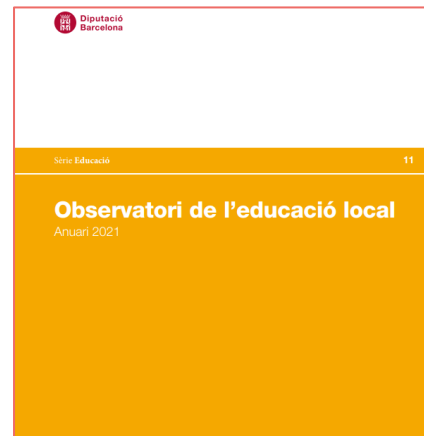 Diputació
Barcelona
Sèrie Educació 11
Observatori de l'educació local
Anuari 2021